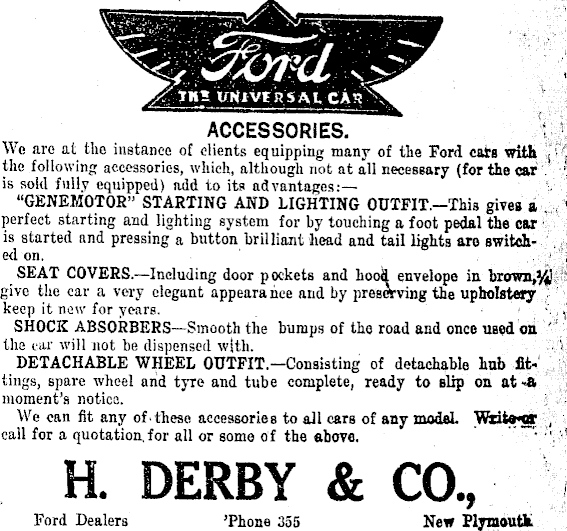 Ford
THE UNIVERSAL CAR
ACCESSORIES.
We are at the instance of clients equipping many of the Ford cars with
the following accessories, which, although not at all necessary (for the car
is sold fully equipped) add to its advantages:—
"GENEMOTOR" STARTING AND LIGHTING OUTFIT.—This gives a
perfect starting and lighting system for by touching a foot pedal the car
is started and pressing a button brilliant head and tail lights are switch-
ed on.
SEAT COVERS.—Including door pockets and hood envelope in brown,
give the car a very elegant appearance and by preserving the upholstery
keep it new for years.
SHOCK ABSORBERS—Smooth the bumps of the road and once used on
the car will not be dispensed with.
DETACHABLE WHEEL OUTFIT.—Consisting of detachable hub fit-
tings, spare wheel and tyre and tube complete, ready to slip on at a
moment's notice.
We can fit any of these accessories to all cars of any model. Write or
call for a quotation for all or some of the above.
H. DERBY & CO.,
Ford Dealers 'Phone 355 New Plymouth